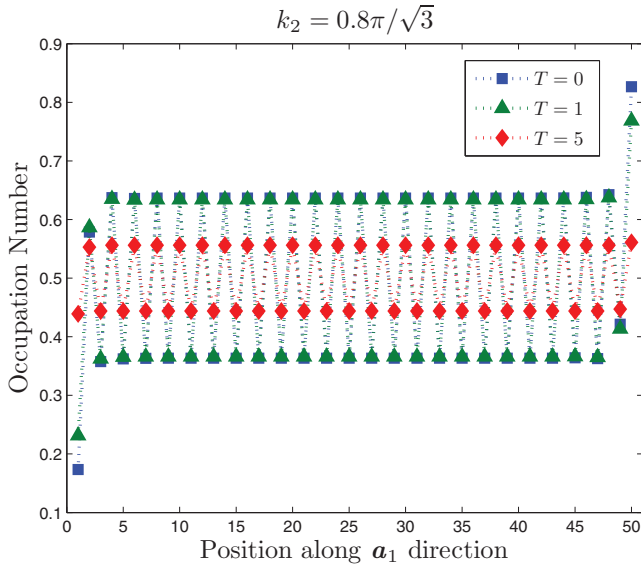 k₂ = 0.8π/√3
0.9
0.8
0.7
0.6
0.5
0.4
0.3
0.2
0.1
Occupation Number
T = 0
T = 1
T = 5
0 5 10 15 20 25 30 35 40 45 50
Position along a₁ direction